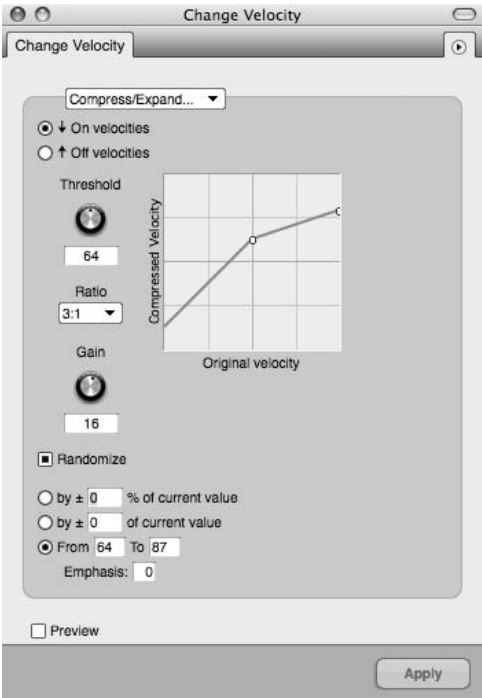 Change Velocity
Change Velocity
Compress/Expand...
On velocities
Off velocities
Threshold
64
Ratio
3:1
Gain
16
Compressed Velocity
Original velocity
Randomize
by ± 0 % of current value
by ± 0 of current value
From 64 To 87
Emphasis: 0
Preview
Apply